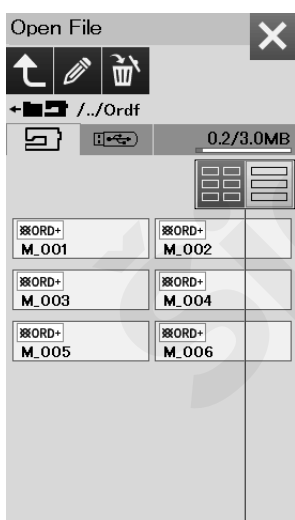 Open File
/../Ordf
0.2/3.0MB
ORD+ ORD+
M_001 M_002
ORD+ ORD+
M_003 M_004
ORD+ ORD+
M_005 M_006